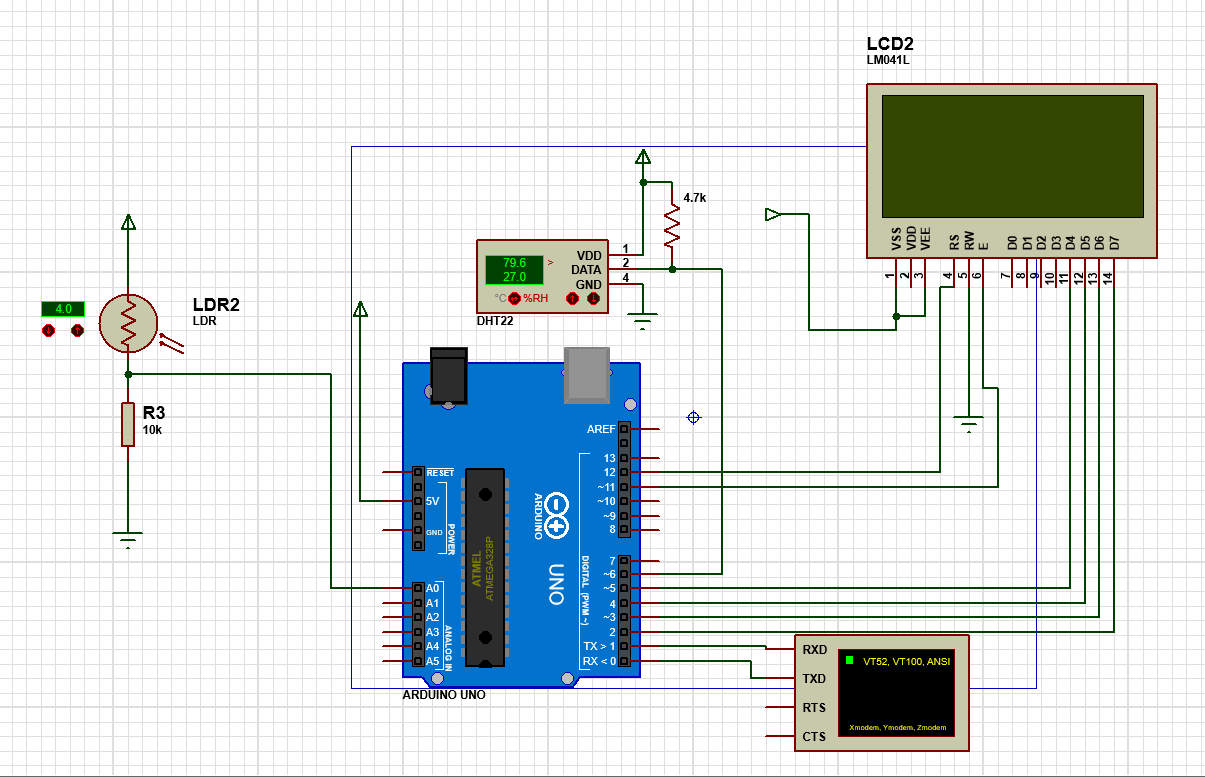 LCD2
LM041L
VSS
VDD
VEE
RS
RW
E
D0
D1
D2
D3
D4
D5
D6
D7
1
2
3
4
5
6
7
8
9
10
11
12
13
14
4.7k
79.6
27.0
>
°C
%RH
VDD
DATA
GND
1
2
4
DHT22
4.0
LDR2
LDR
R3
10k
AREF
13
12
~11
~10
~9
8
7
~6
~5
4
~3
2
TX > 1
RX < 0
RESET
5V
GND
POWER
A0
A1
A2
A3
A4
A5
ANALOG IN
ATMEL
ATMEGA328P
ARDUINO
UNO
DIGITAL (PWM ~)
ARDUINO UNO
RXD
TXD
RTS
CTS
VT52, VT100, ANSI
Xmodem, Ymodem, Zmodem